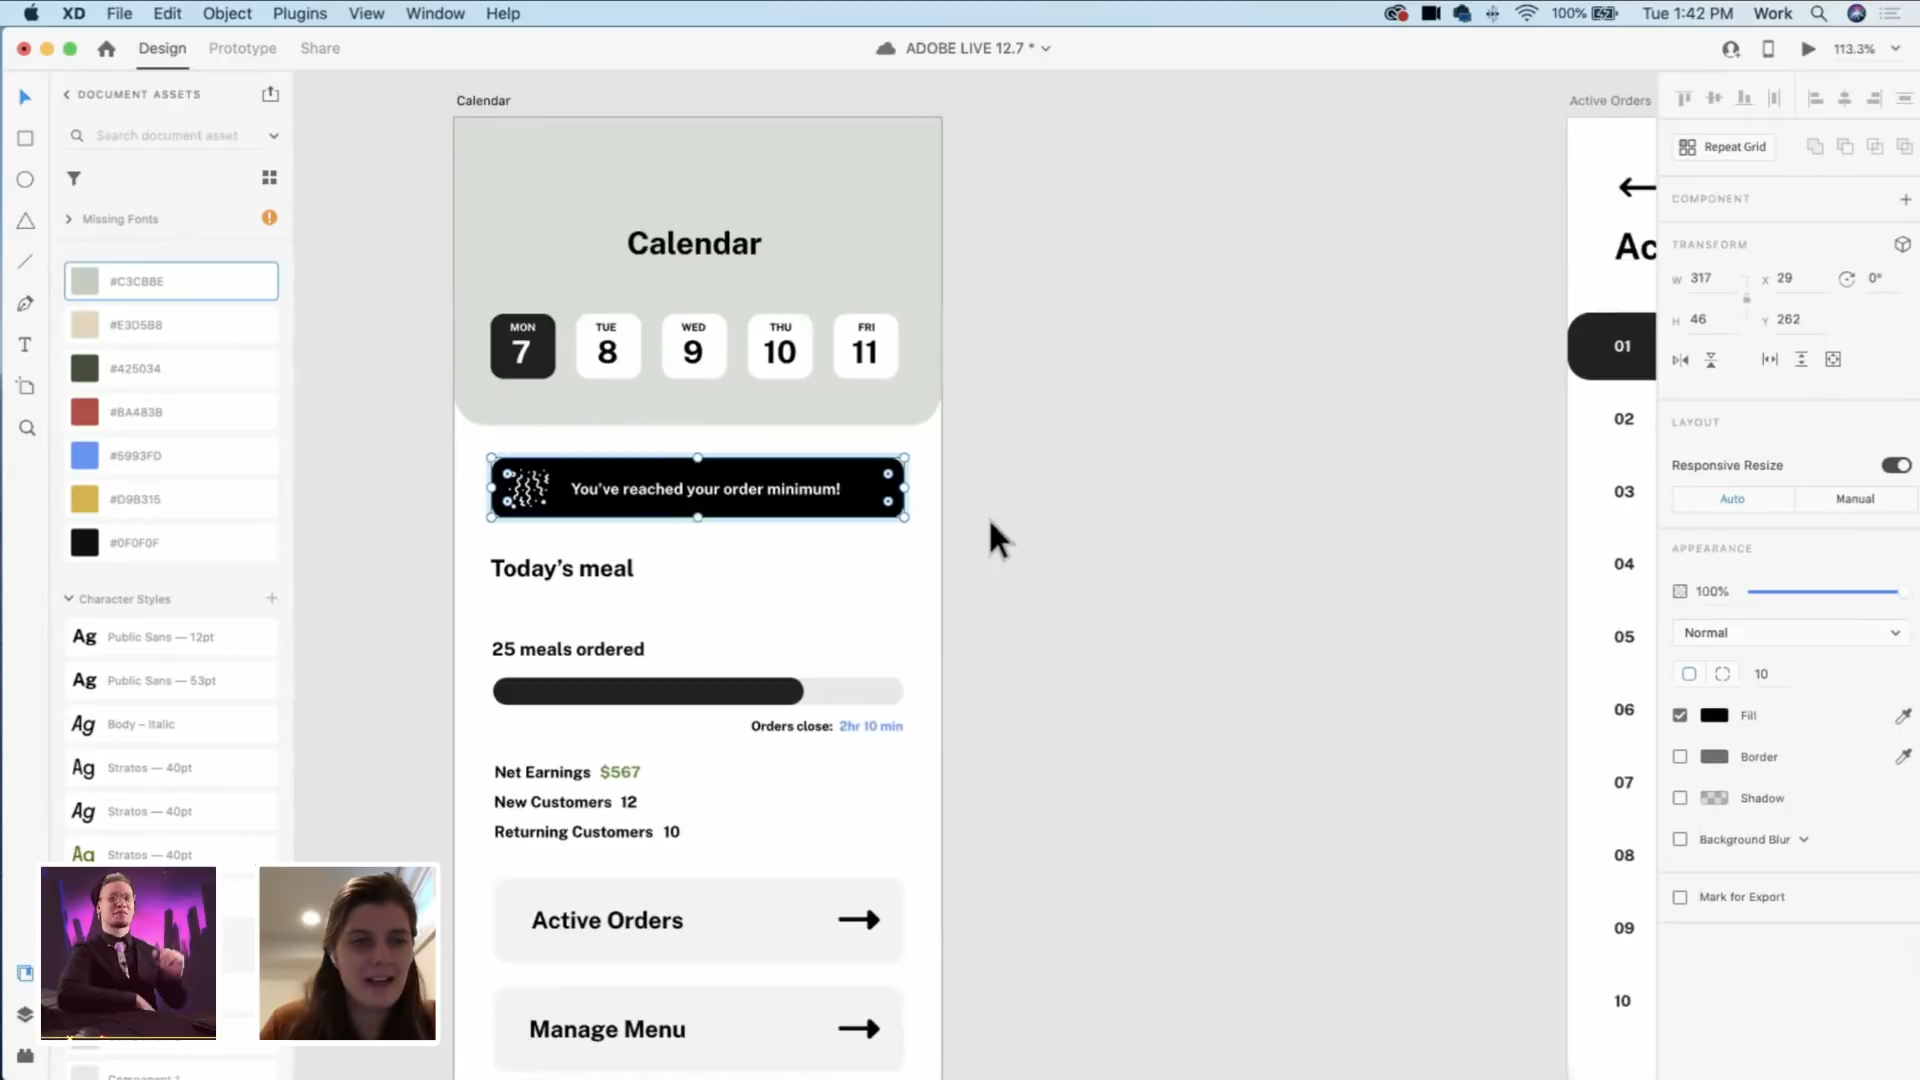 XD File Edit Object Plugins View Window Help
100% Tue 1:42 PM Work
Design Prototype Share
ADOBE LIVE 12.7 *
113.3%
DOCUMENT ASSETS
Search document asset
Missing Fonts
#C3CBBE
#E3D5B8
#425034
#BA483B
#5993FD
#D9B315
#0F0F0F
Character Styles
Ag Public Sans — 12pt
Ag Public Sans — 53pt
Ag Body – Italic
Ag Stratos — 40pt
Ag Stratos — 40pt
Ag Stratos — 40pt
Component 1
Calendar
Calendar
MON TUE WED THU FRI
7 8 9 10 11
You've reached your order minimum!
Today's meal
25 meals ordered
Orders close: 2hr 10 min
Net Earnings $567
New Customers 12
Returning Customers 10
Active Orders
Manage Menu
Active Orders
Ac
01
02
03
04
05
06
07
08
09
10
Repeat Grid
COMPONENT
TRANSFORM
W 317 X 29 0°
H 46 Y 262
LAYOUT
Responsive Resize
Auto Manual
APPEARANCE
100%
Normal
10
Fill
Border
Shadow
Background Blur
Mark for Export